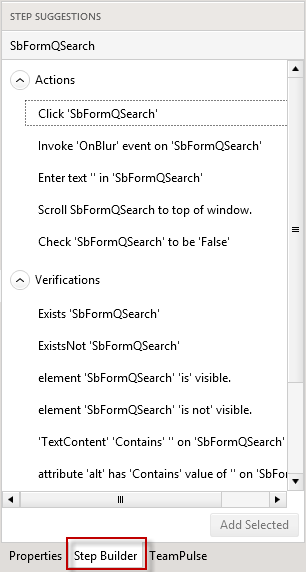 STEP SUGGESTIONS
SbFormQSearch
Actions
Click 'SbFormQSearch'
Invoke 'OnBlur' event on 'SbFormQSearch'
Enter text '' in 'SbFormQSearch'
Scroll SbFormQSearch to top of window.
Check 'SbFormQSearch' to be 'False'
Verifications
Exists 'SbFormQSearch'
ExistsNot 'SbFormQSearch'
element 'SbFormQSearch' 'is' visible.
element 'SbFormQSearch' 'is not' visible.
'TextContent' 'Contains' '' on 'SbFormQSearch'
attribute 'alt' has 'Contains' value of '' on 'SbFo
Add Selected
Properties Step Builder TeamPulse